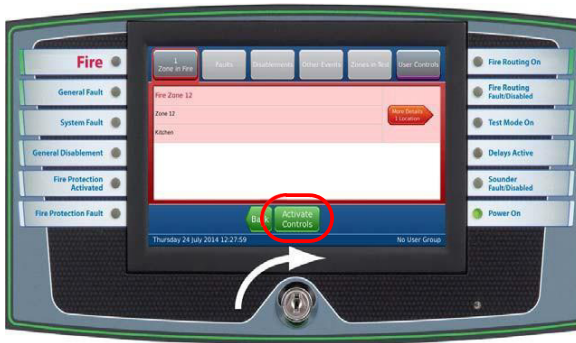 Fire
General Fault
System Fault
General Disablement
Fire Protection
Activated
Fire Protection Fault
1
Zone in Fire
Faults
Disablements
Other Events
Zones in Test
User Controls
Fire Zone 12
Zone 12
Kitchen
More Details
1 Location
Back
Activate
Controls
Thursday 24 July 2014 12:27:59
No User Group
Fire Routing On
Fire Routing
Fault/Disabled
Test Mode On
Delays Active
Sounder
Fault/Disabled
Power On